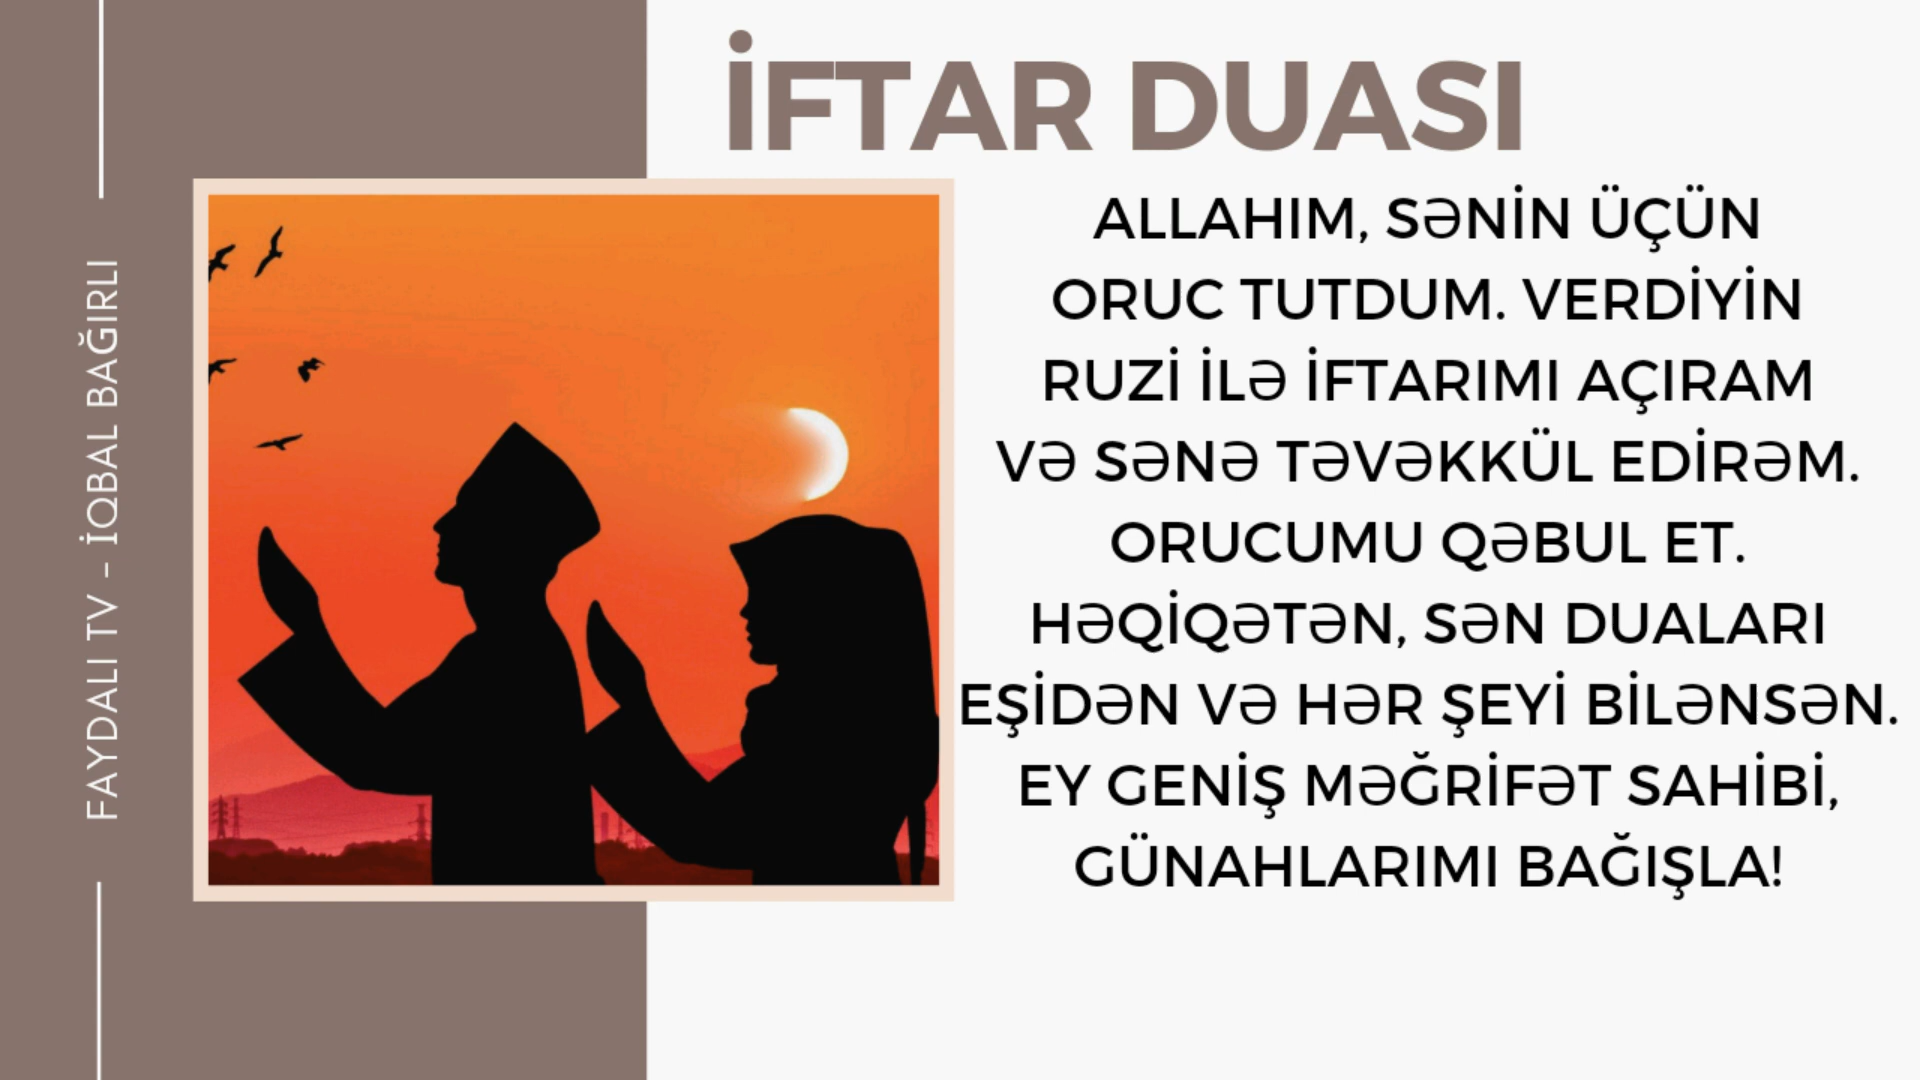 İFTAR DUASI
ALLAHIM, SƏNİN ÜÇÜN
ORUC TUTDUM. VERDİYİN
RUZİ İLƏ İFTARIMI AÇIRAM
VƏ SƏNƏ TƏVƏKKÜL EDİRƏM.
ORUCUMU QƏBUL ET.
HƏQİQƏTƏN, SƏN DUALARI
EŞİDƏN VƏ HƏR ŞEYİ BİLƏNSƏN.
EY GENİŞ MƏĞRİFƏT SAHİBİ,
GÜNAHLARIMI BAĞIŞLA!
FAYDALI TV – İQBAL BAĞIRLI